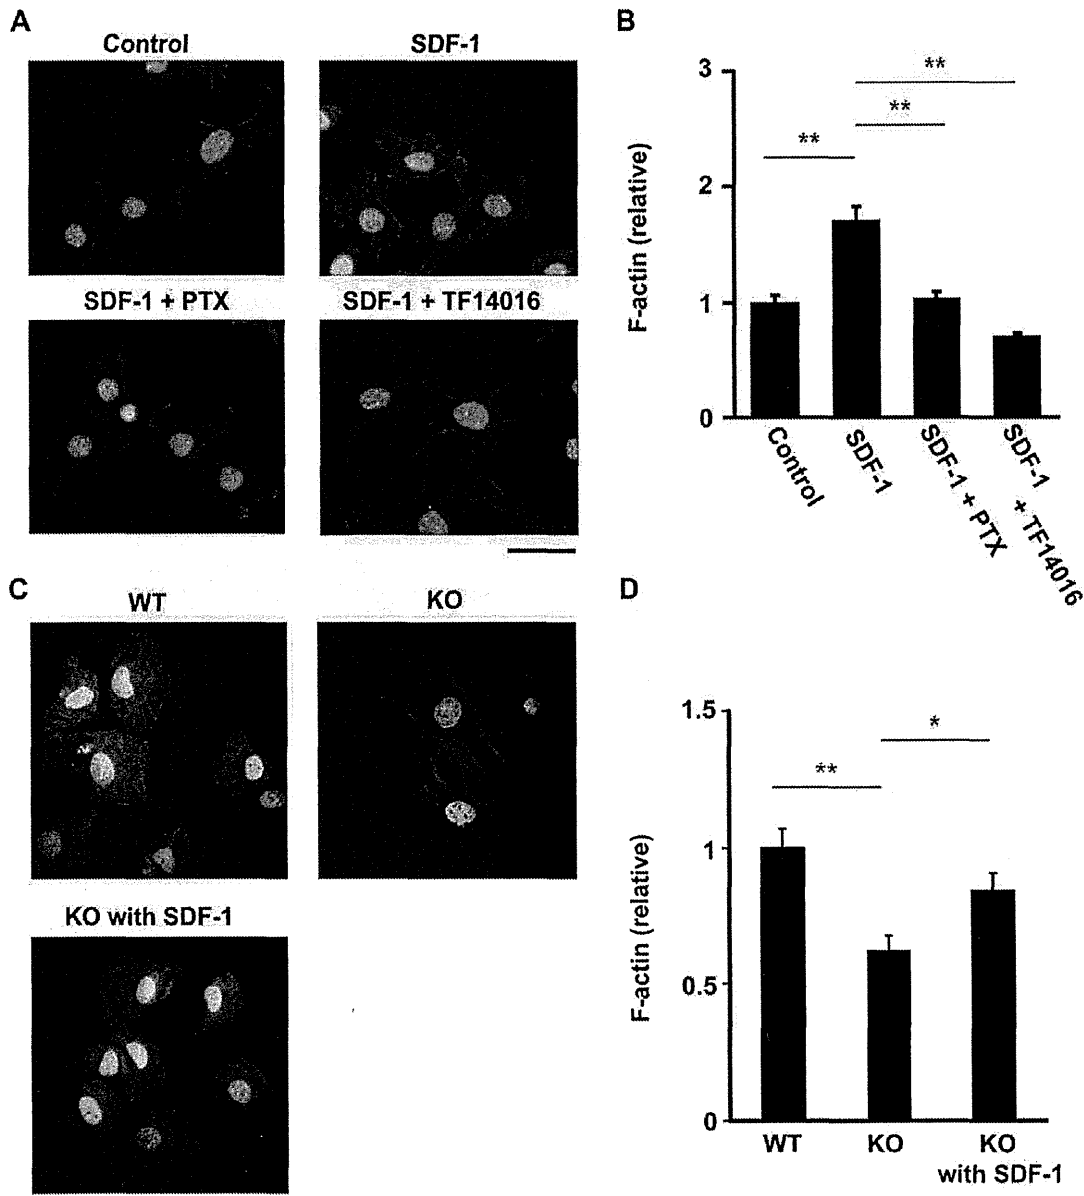 A
Control
SDF-1
SDF-1 + PTX
SDF-1 + TF14016
B
3
2
1
0
F-actin (relative)
**
**
**
Control
SDF-1
SDF-1 + PTX
SDF-1
+ TF14016
C
WT
KO
KO with SDF-1
D
1.5
1
0.5
0
F-actin (relative)
**
*
WT
KO
KO
with SDF-1